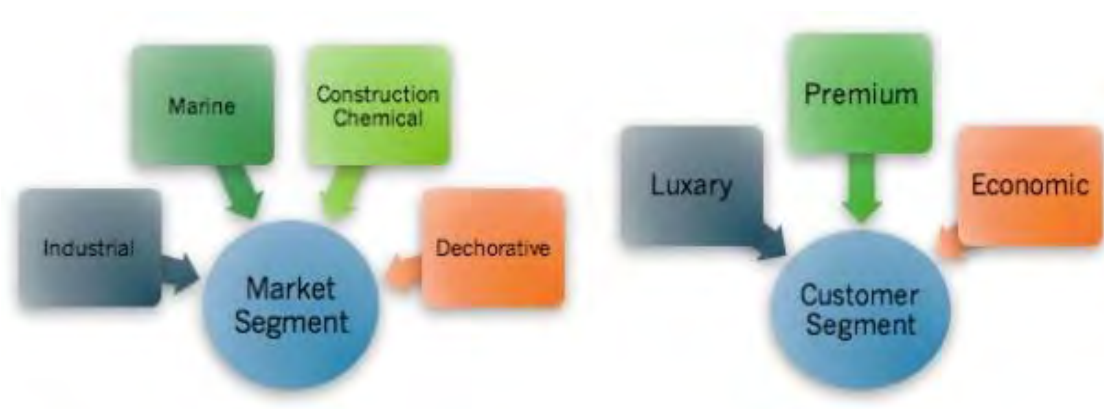 Marine
Construction
Chemical
Industrial
Dechorative
Market
Segment
Premium
Luxary
Economic
Customer
Segment